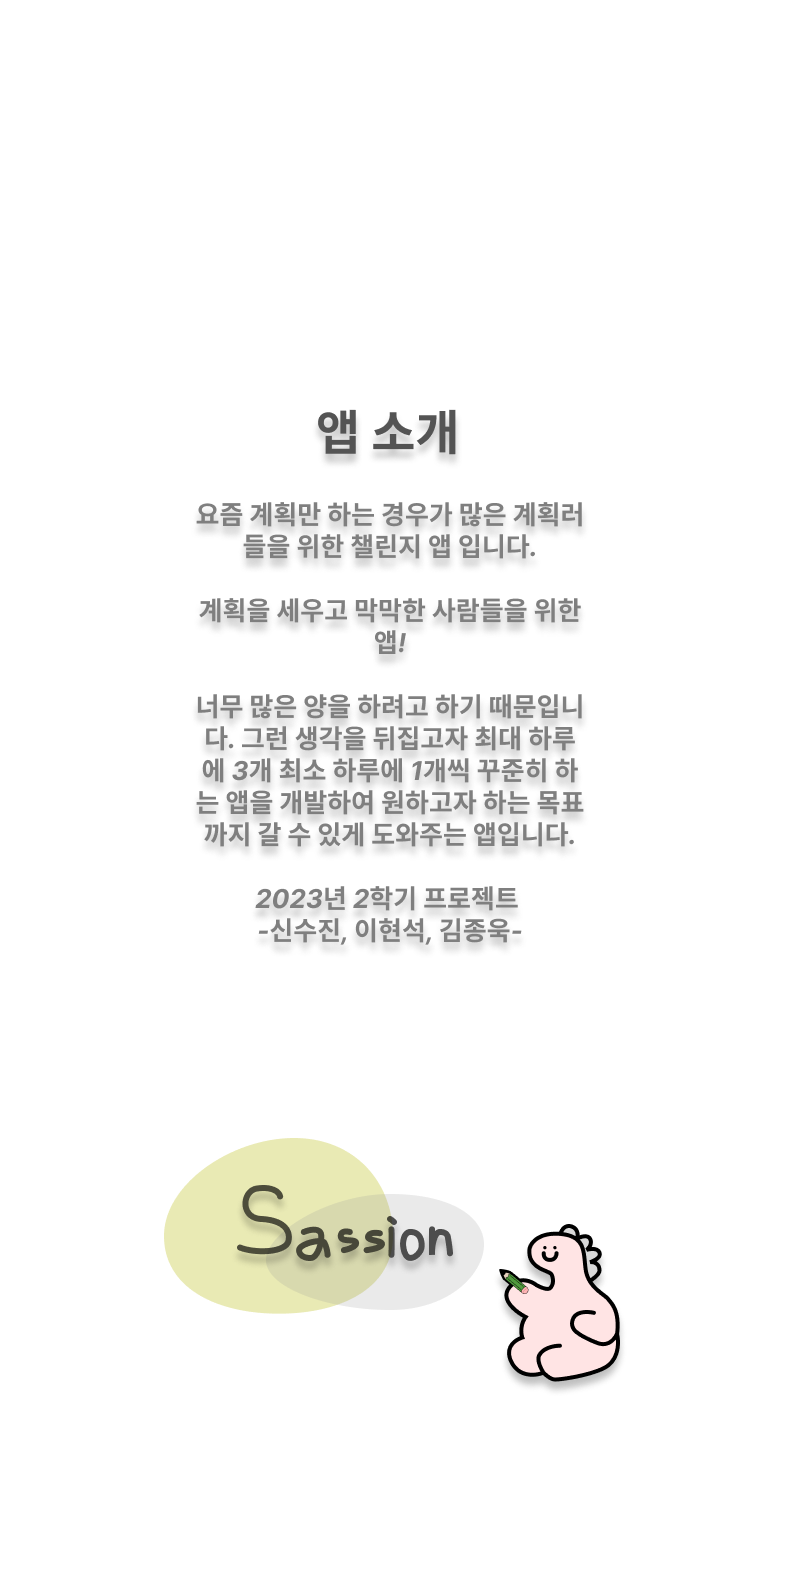 앱 소개
요즘 계획만 하는 경우가 많은 계획러
들을 위한 챌린지 앱 입니다.
계획을 세우고 막막한 사람들을 위한
앱!
너무 많은 양을 하려고 하기 때문입니
다. 그런 생각을 뒤집고자 최대 하루
에 3개 최소 하루에 1개씩 꾸준히 하
는 앱을 개발하여 원하고자 하는 목표
까지 갈 수 있게 도와주는 앱입니다.
2023년 2학기 프로젝트
-신수진, 이현석, 김종욱-
Sassion